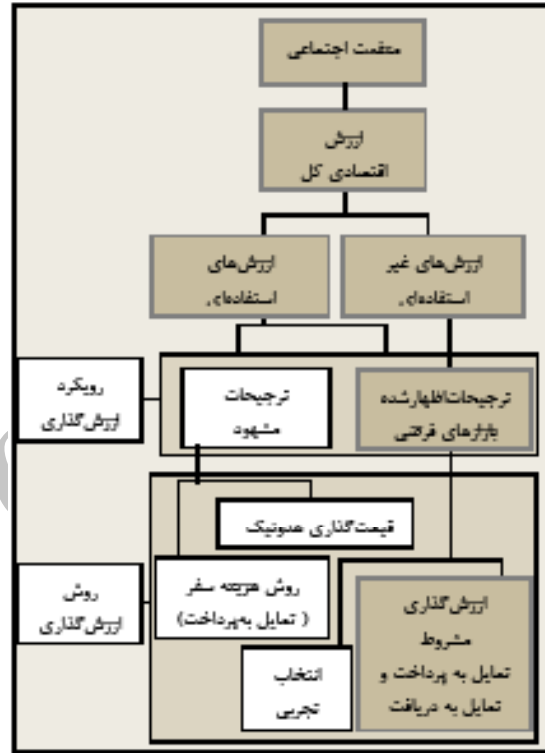 منفعت اجتماعی
ارزش
اقتصادی کل
ارزش‌های غیر
استفاده‌ای
ارزش‌های
استفاده‌ای
ترجیحات‌اظهارشده
بازارهای فرضی
ترجیحات
مشهود
رویکرد
ارزش‌گذاری
قیمت‌گذاری هدونیک
روش هزینه سفر
( تمایل به‌پرداخت)
ارزش‌گذاری
مشروط
تمایل به پرداخت و
تمایل به دریافت
انتخاب
تجربی
روش
ارزش‌گذاری